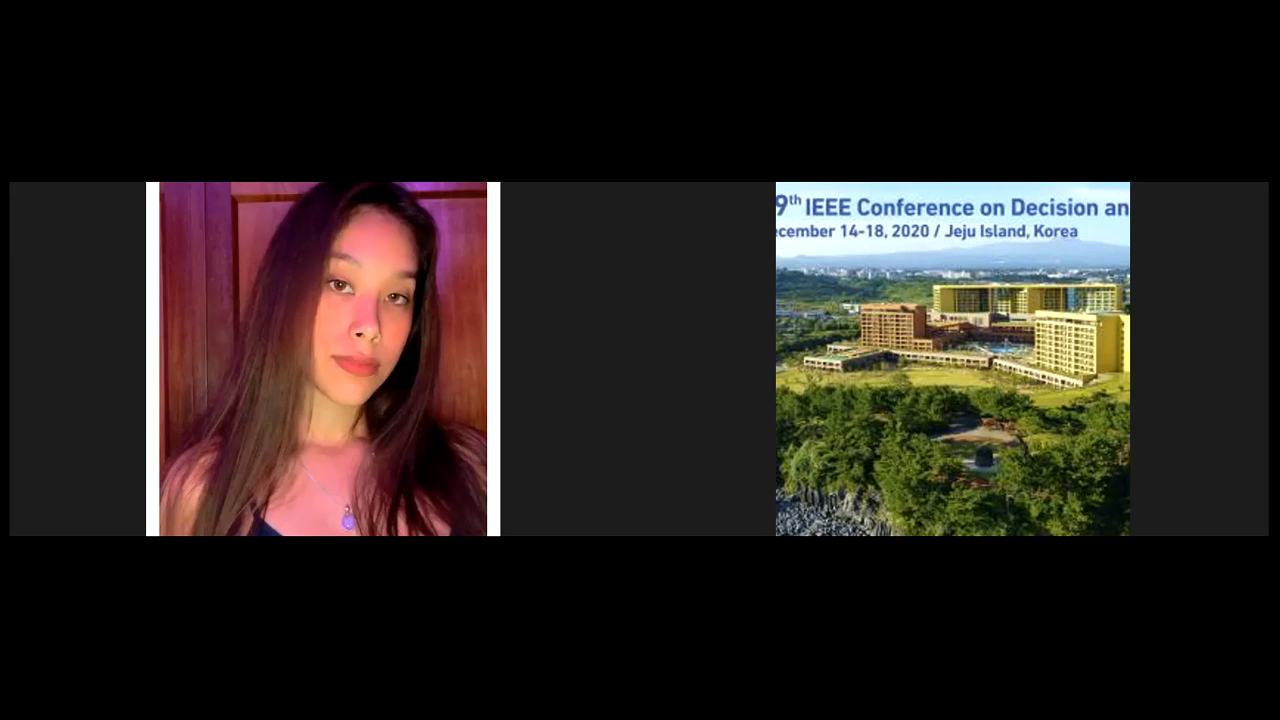 9th IEEE Conference on Decision an
ecember 14-18, 2020 / Jeju Island, Korea